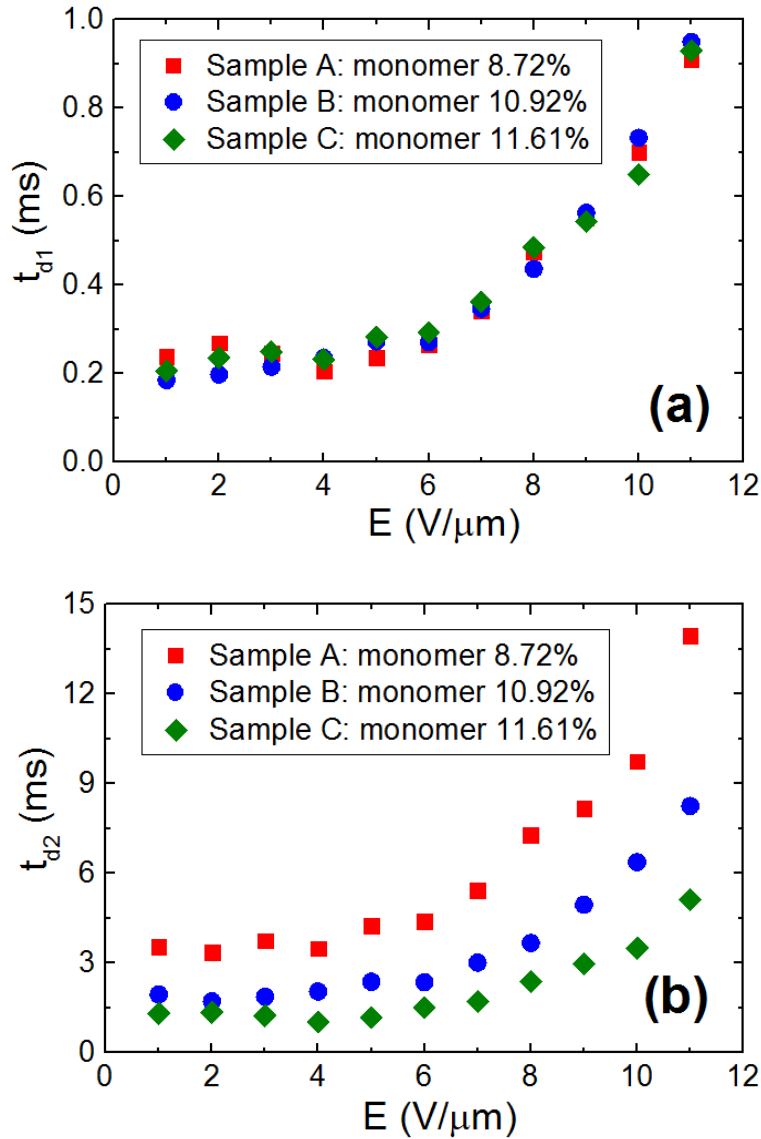 1.0
0.8
0.6
0.4
0.2
0.0
t_d1 (ms)
Sample A: monomer 8.72%
Sample B: monomer 10.92%
Sample C: monomer 11.61%
(a)
0 2 4 6 8 10 12
E (V/μm)
15
12
9
6
3
0
t_d2 (ms)
Sample A: monomer 8.72%
Sample B: monomer 10.92%
Sample C: monomer 11.61%
(b)
0 2 4 6 8 10 12
E (V/μm)